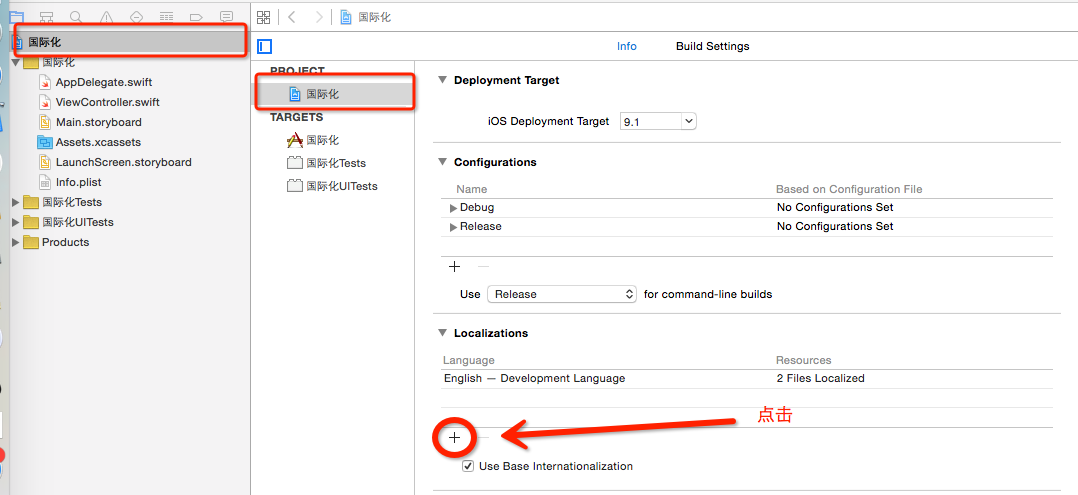 国际化
国际化
国际化
AppDelegate.swift
ViewController.swift
Main.storyboard
Assets.xcassets
LaunchScreen.storyboard
Info.plist
国际化Tests
国际化UITests
Products
Info
Build Settings
PROJECT
国际化
TARGETS
国际化
国际化Tests
国际化UITests
Deployment Target
iOS Deployment Target 9.1
Configurations
Name Based on Configuration File
Debug No Configurations Set
Release No Configurations Set
Use Release for command-line builds
Localizations
Language Resources
English — Development Language 2 Files Localized
点击
Use Base Internationalization